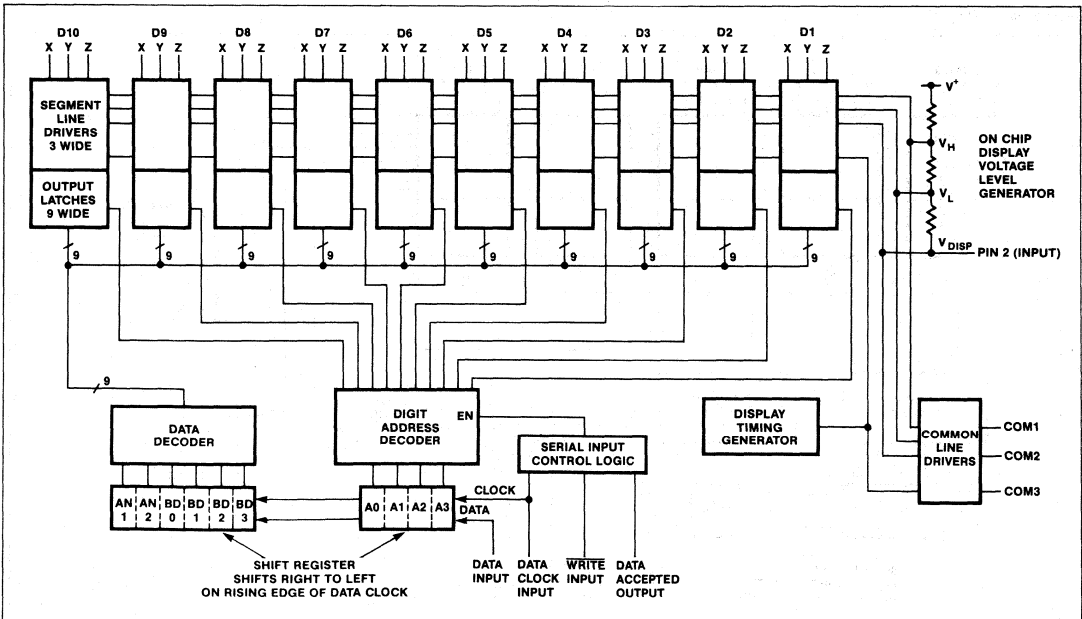 D10 D9 D8 D7 D6 D5 D4 D3 D2 D1
X Y Z X Y Z X Y Z X Y Z X Y Z X Y Z X Y Z X Y Z X Y Z X Y Z
SEGMENT
LINE
DRIVERS
3 WIDE
OUTPUT
LATCHES
9 WIDE
V+
VH
VL
VDISP
ON CHIP
DISPLAY
VOLTAGE
LEVEL
GENERATOR
PIN 2 (INPUT)
9 9 9 9 9 9 9 9 9 9
9
DATA
DECODER
DIGIT
ADDRESS
DECODER
EN
SERIAL INPUT
CONTROL LOGIC
DISPLAY
TIMING
GENERATOR
COMMON
LINE
DRIVERS
COM1
COM2
COM3
AN AN BD BD BD BD
1 2 0 1 2 3
A0 A1 A2 A3
CLOCK
DATA
SHIFT REGISTER
SHIFTS RIGHT TO LEFT
ON RISING EDGE OF DATA CLOCK
DATA
INPUT
DATA
CLOCK
INPUT
WRITE
INPUT
DATA
ACCEPTED
OUTPUT